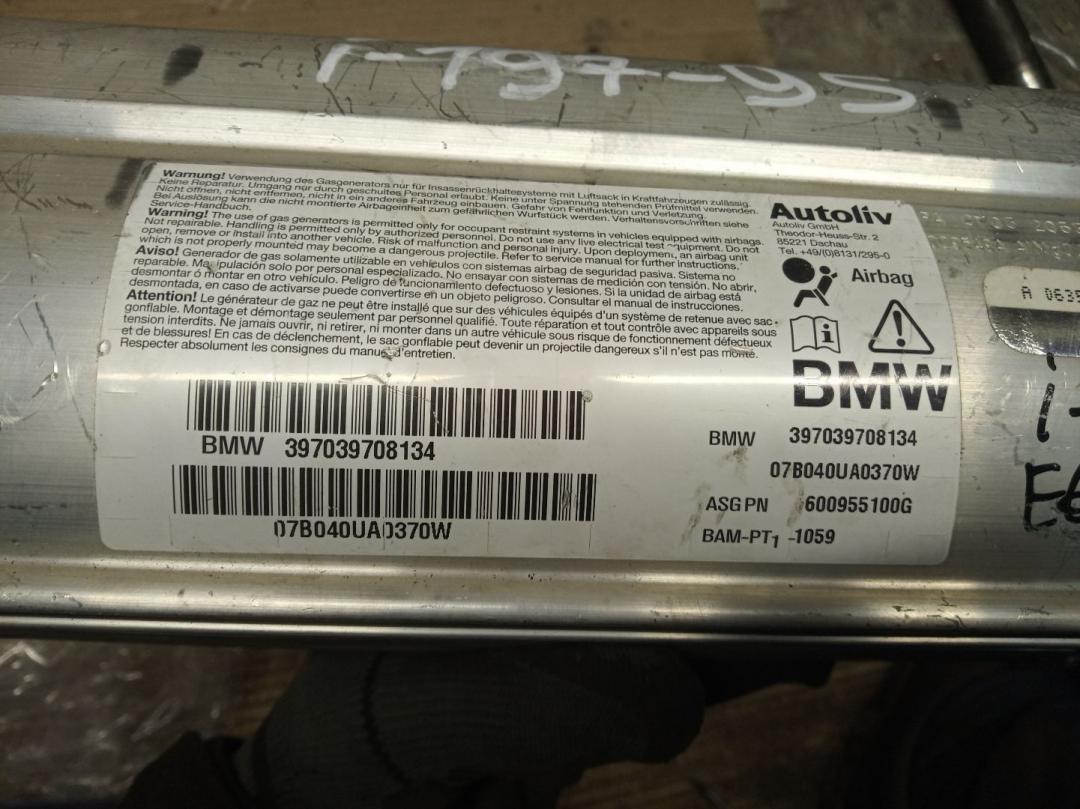 F-197-95
Warnung! Verwendung des Gasgenerators nur für Insassenrückhaltesysteme mit Luftsack in Kraftfahrzeugen zulässig.
Keine Reparatur. Umgang nur durch geschultes Personal erlaubt. Keine unter Spannung stehenden Prüfmittel verwenden.
Nicht öffnen, nicht entfernen, nicht in ein anderes Fahrzeug einbauen. Gefahr von Fehlfunktion und Verletzung.
Bei Auslösung kann die nicht montierte Airbageinheit zum gefährlichen Wurfstück werden. Verhaltensvorschriften siehe
Service-Handbuch.
Warning! The use of gas generators is permitted only for occupant restraint systems in vehicles equipped with airbags.
Not repairable. Handling is permitted only by authorized personnel. Do not use any live electrical test equipment. Do not
open, remove or install into another vehicle. Risk of malfunction and personal injury. Upon deployment, an airbag unit
which is not properly mounted may become a dangerous projectile. Refer to service manual for further instructions.
Aviso! Generador de gas solamente utilizable en vehículos con sistemas airbag de seguridad pasiva. Sistema no
reparable. Manipulación solo por personal especializado. No ensayar con sistemas de medición con tensión. No abrir,
desmontar ó montar en otro vehículo. Peligro de funcionamiento defectuoso y lesiones. Si la unidad de airbag está
desmontada, en caso de activarse puede convertirse en un objeto peligroso. Consultar el manual de instrucciones.
Attention! Le générateur de gaz ne peut être installé que sur des véhicules équipés d'un système de retenue avec sac
gonflable. Montage et démontage seulement par personnel qualifié. Toute réparation et tout contrôle avec appareils sous
tension interdits. Ne jamais ouvrir, ni retirer, ni monter dans un autre véhicule sous risque de fonctionnement défectueux
et de blessures! En cas de déclenchement, le sac gonflable peut devenir un projectile dangereux s'il n'est pas monté.
Respecter absolument les consignes du manuel d'entretien.
Autoliv
Autoliv GmbH
Theodor-Heuss-Str. 2
85221 Dachau
Tel. +49/(0)8131/295-0
Airbag
BMW
BMW 397039708134
07B040UA0370W
BMW 397039708134
07B040UA0370W
ASG PN 600955100G
BAM-PT1 -1059
A 0635